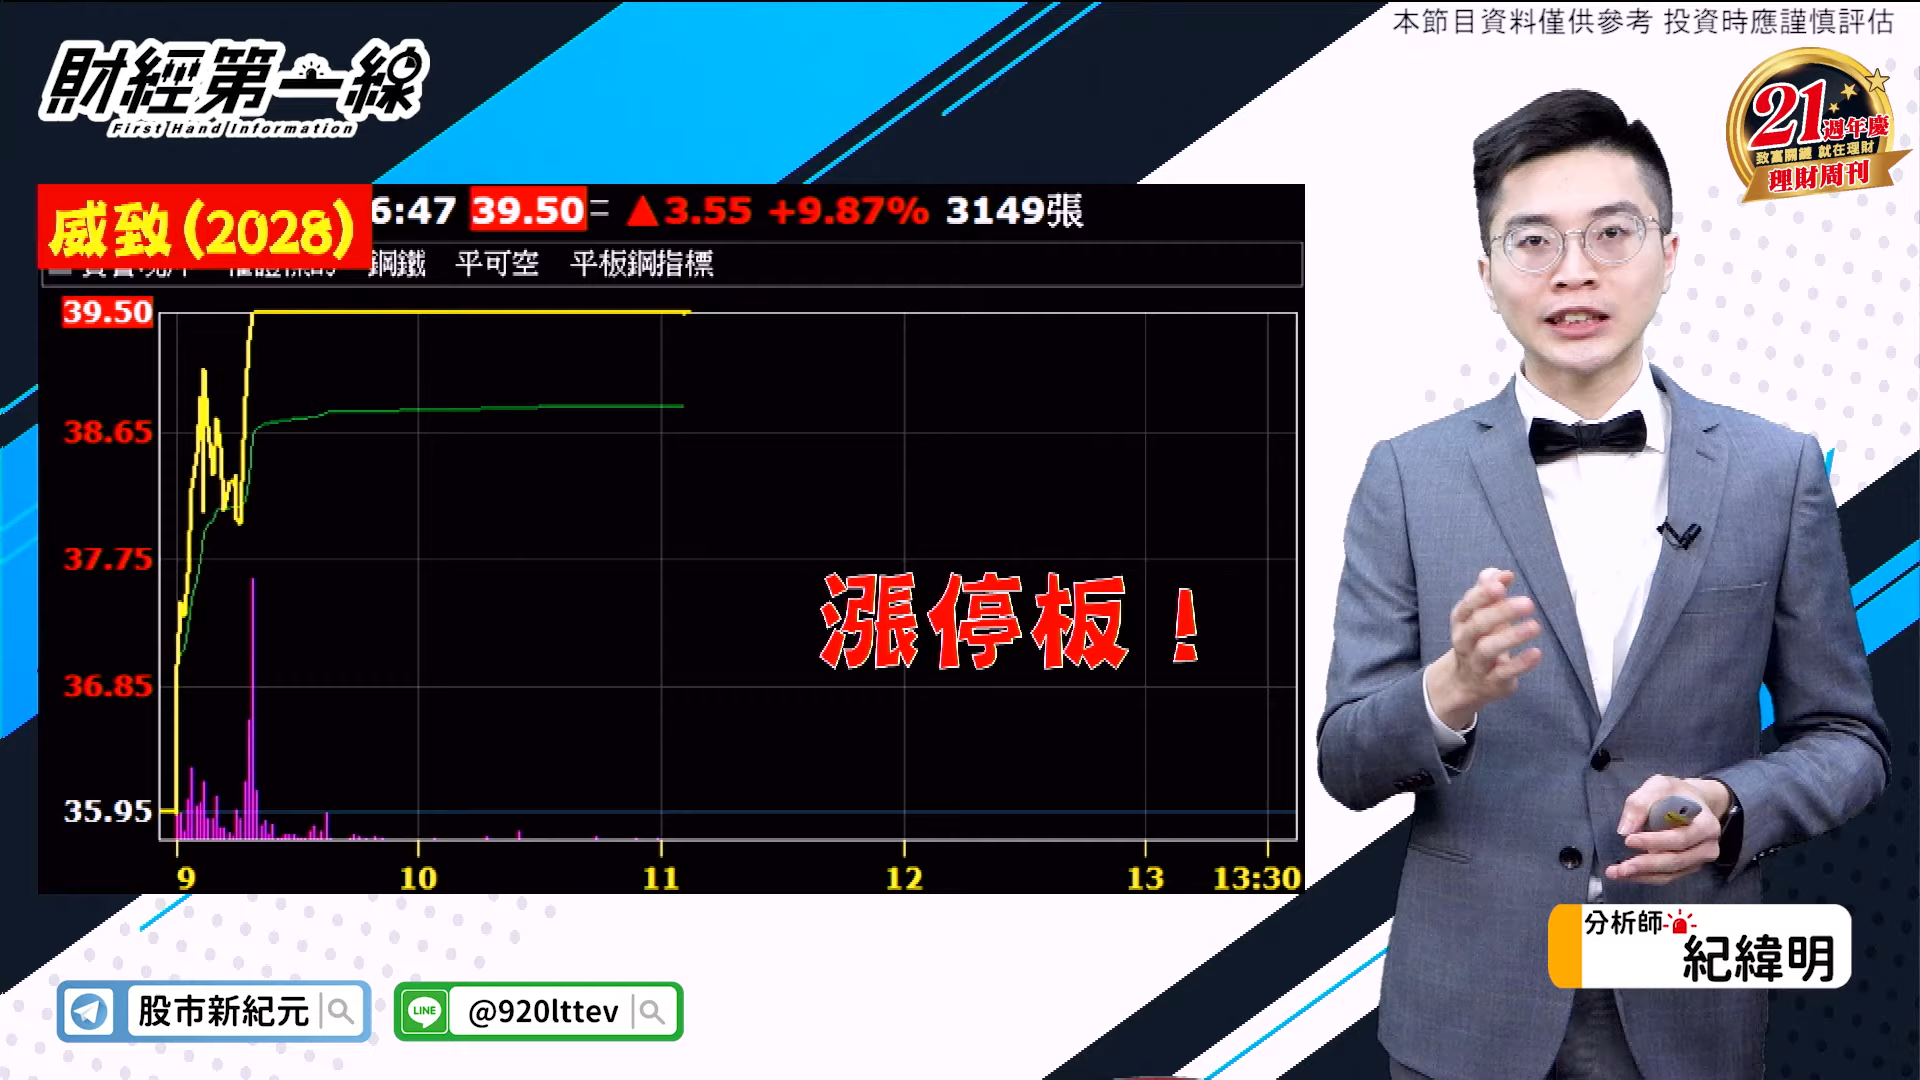 本節目資料僅供參考 投資時應謹慎評估
財經第一線
First Hand Information
21週年慶
致富關鍵 就在理財
理財周刊
威致(2028)
6:47 39.50= ▲3.55 +9.87% 3149張
鋼鐵 平可空 平板鋼指標
39.50
38.65
37.75
36.85
35.95
漲停板！
9 10 11 12 13 13:30
分析師
紀緯明
股市新紀元
LINE
@920lttev